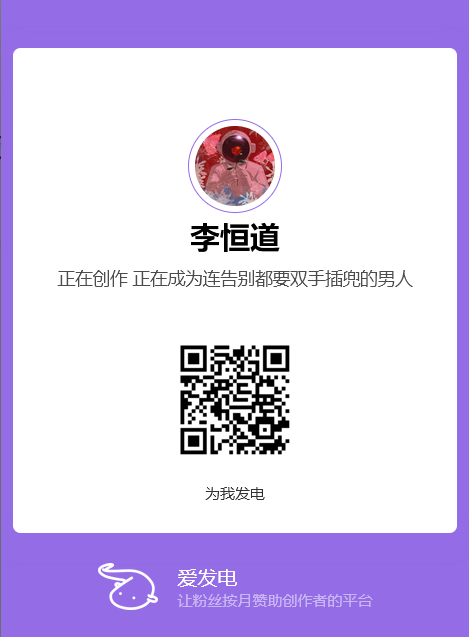 李恒道
正在创作 正在成为连告别都要双手插兜的男人
为我发电
爱发电
让粉丝按月赞助创作者的平台